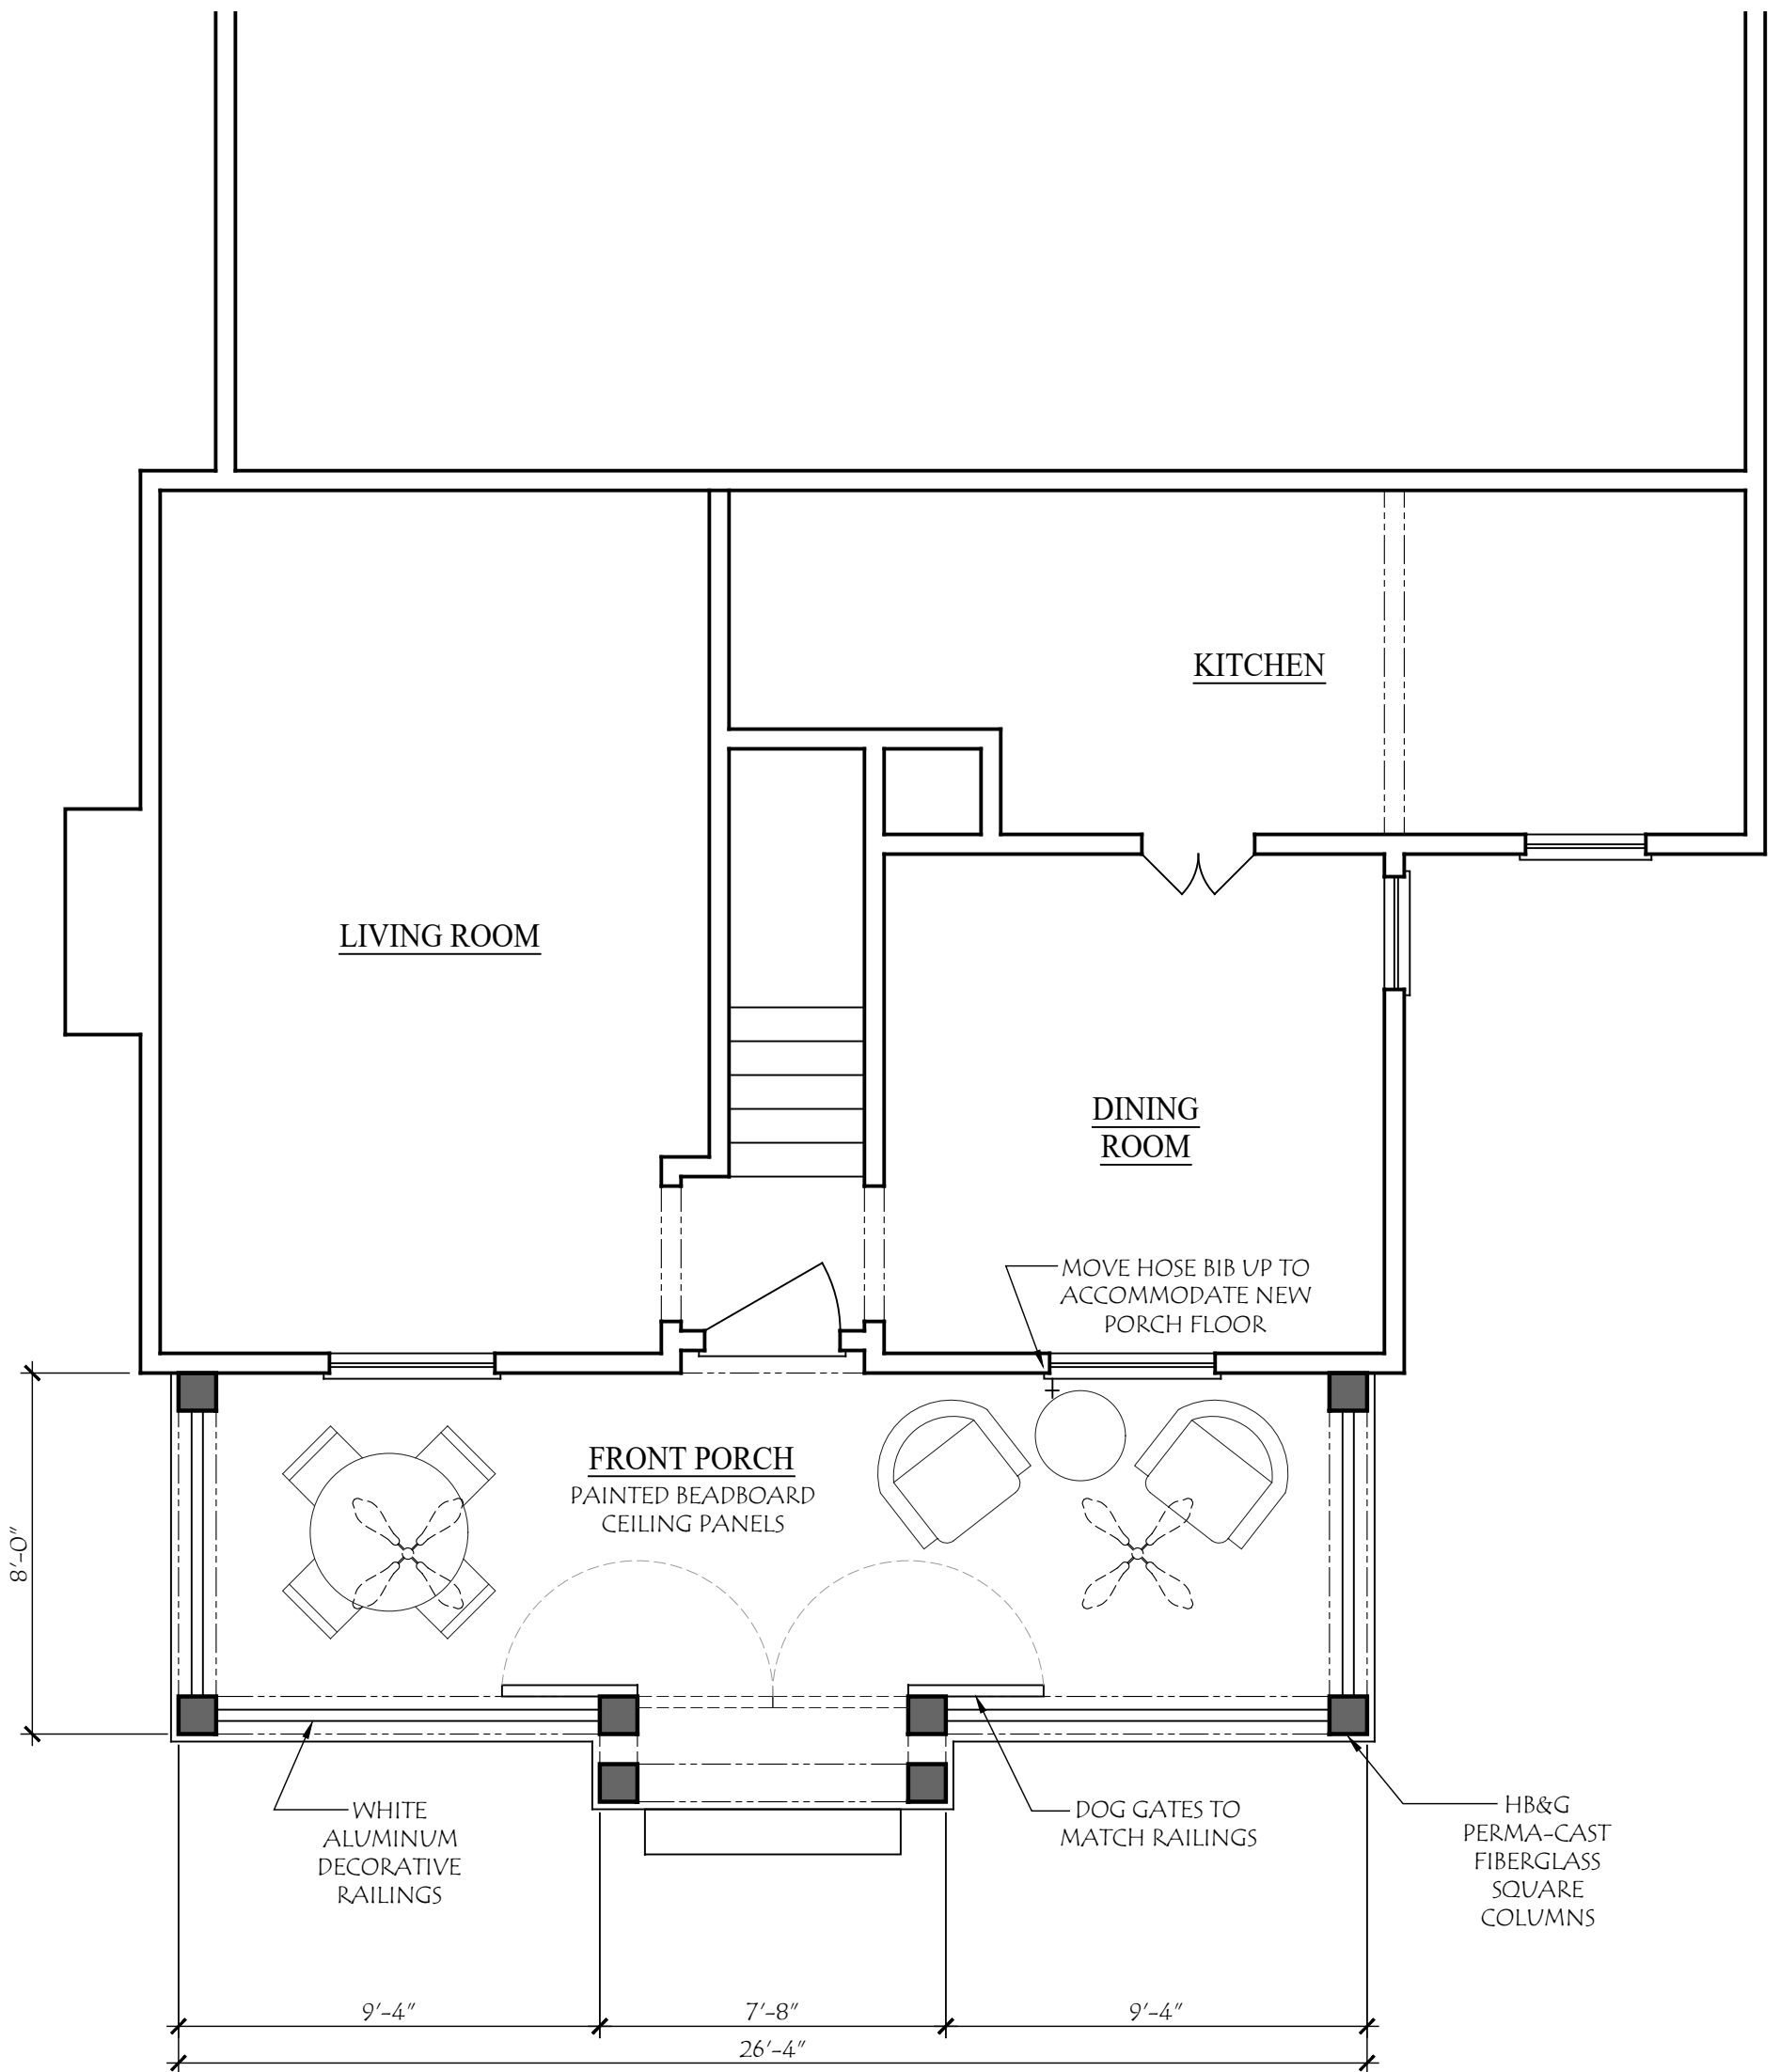 KITCHEN
LIVING ROOM
DINING
ROOM
MOVE HOSE BIB UP TO
ACCOMMODATE NEW
PORCH FLOOR
FRONT PORCH
PAINTED BEADBOARD
CEILING PANELS
8'-0"
WHITE
ALUMINUM
DECORATIVE
RAILINGS
DOG GATES TO
MATCH RAILINGS
HB&G
PERMA-CAST
FIBERGLASS
SQUARE
COLUMNS
9'-4"
7'-8"
9'-4"
26'-4"